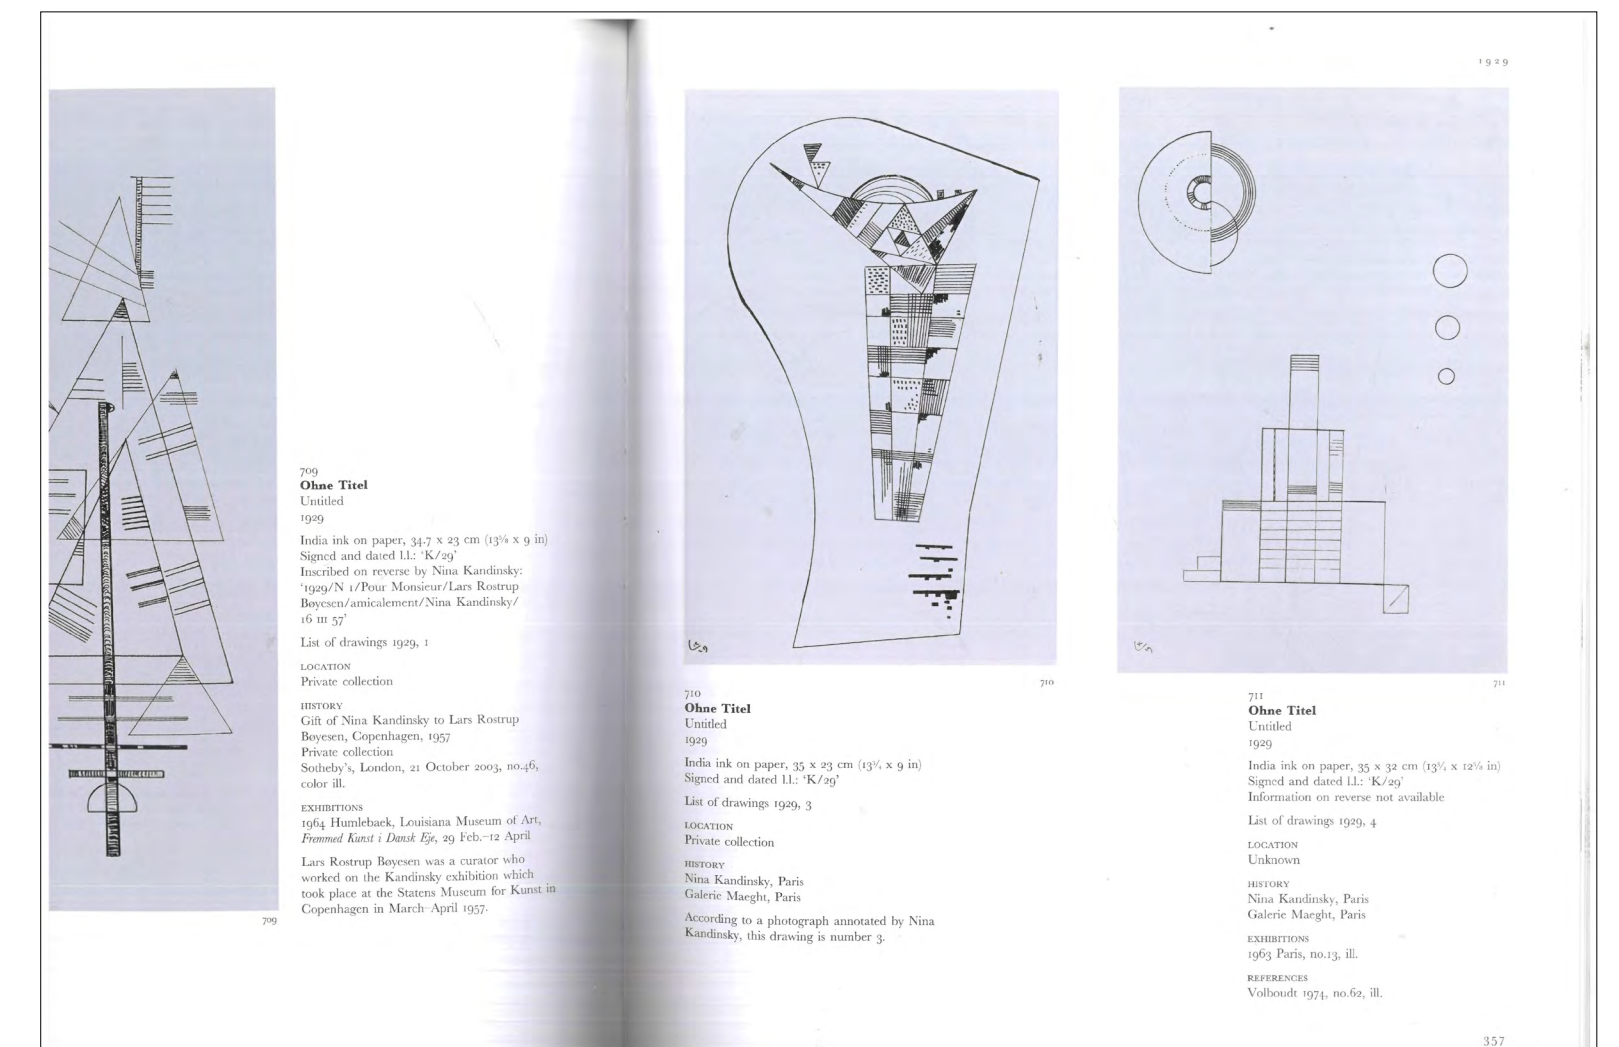 1929
709
Ohne Titel
Untitled
1929
India ink on paper, 34.7 x 23 cm (13⅝ x 9 in)
Signed and dated l.l.: ‘K/29’
Inscribed on reverse by Nina Kandinsky:
‘1929/N 1/Pour Monsieur/Lars Rostrup
Bøyesen/amicalement/Nina Kandinsky/
16 III 57’
List of drawings 1929, 1
LOCATION
Private collection
HISTORY
Gift of Nina Kandinsky to Lars Rostrup
Bøyesen, Copenhagen, 1957
Private collection
Sotheby’s, London, 21 October 2003, no.46,
color ill.
EXHIBITIONS
1964 Humlebaek, Louisiana Museum of Art,
Fremmed Kunst i Dansk Eje, 29 Feb.–12 April
Lars Rostrup Bøyesen was a curator who
worked on the Kandinsky exhibition which
took place at the Statens Museum for Kunst in
Copenhagen in March–April 1957.
709
710
710
Ohne Titel
Untitled
1929
India ink on paper, 35 x 23 cm (13¾ x 9 in)
Signed and dated l.l.: ‘K/29’
List of drawings 1929, 3
LOCATION
Private collection
HISTORY
Nina Kandinsky, Paris
Galerie Maeght, Paris
According to a photograph annotated by Nina
Kandinsky, this drawing is number 3.
711
711
Ohne Titel
Untitled
1929
India ink on paper, 35 x 32 cm (13¾ x 12⅝ in)
Signed and dated l.l.: ‘K/29’
Information on reverse not available
List of drawings 1929, 4
LOCATION
Unknown
HISTORY
Nina Kandinsky, Paris
Galerie Maeght, Paris
EXHIBITIONS
1963 Paris, no.13, ill.
REFERENCES
Volboudt 1974, no.62, ill.
357